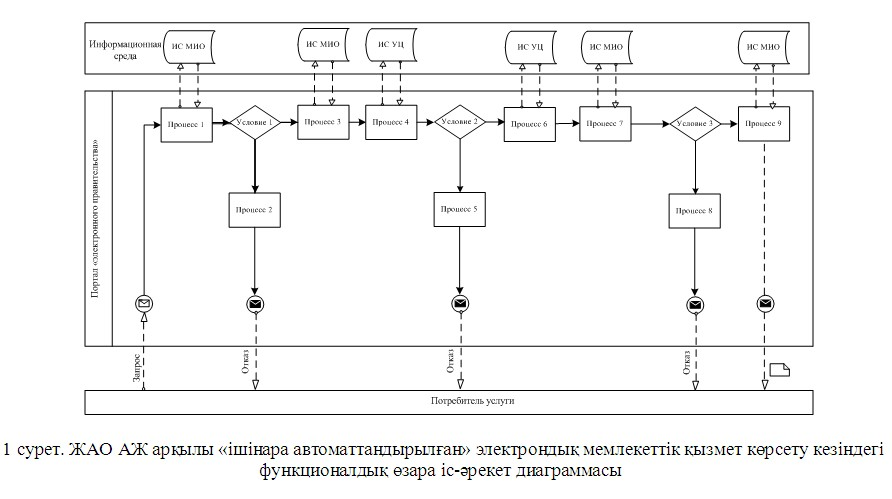 Информационная
среда
ИС МИО
ИС МИО
ИС УЦ
ИС УЦ
ИС МИО
ИС МИО
Портал «электронного правительства»
Процесс 1
Условие 1
Процесс 3
Процесс 4
Условие 2
Процесс 6
Процесс 7
Условие 3
Процесс 9
Процесс 2
Процесс 5
Процесс 8
Запрос
Отказ
Отказ
Отказ
Потребитель услуги
1 сурет. ЖАО АЖ арқылы «ішінара автоматтандырылған» электрондық мемлекеттік қызмет көрсету кезіндегі
функционалдық өзара іс-әрекет диаграммасы